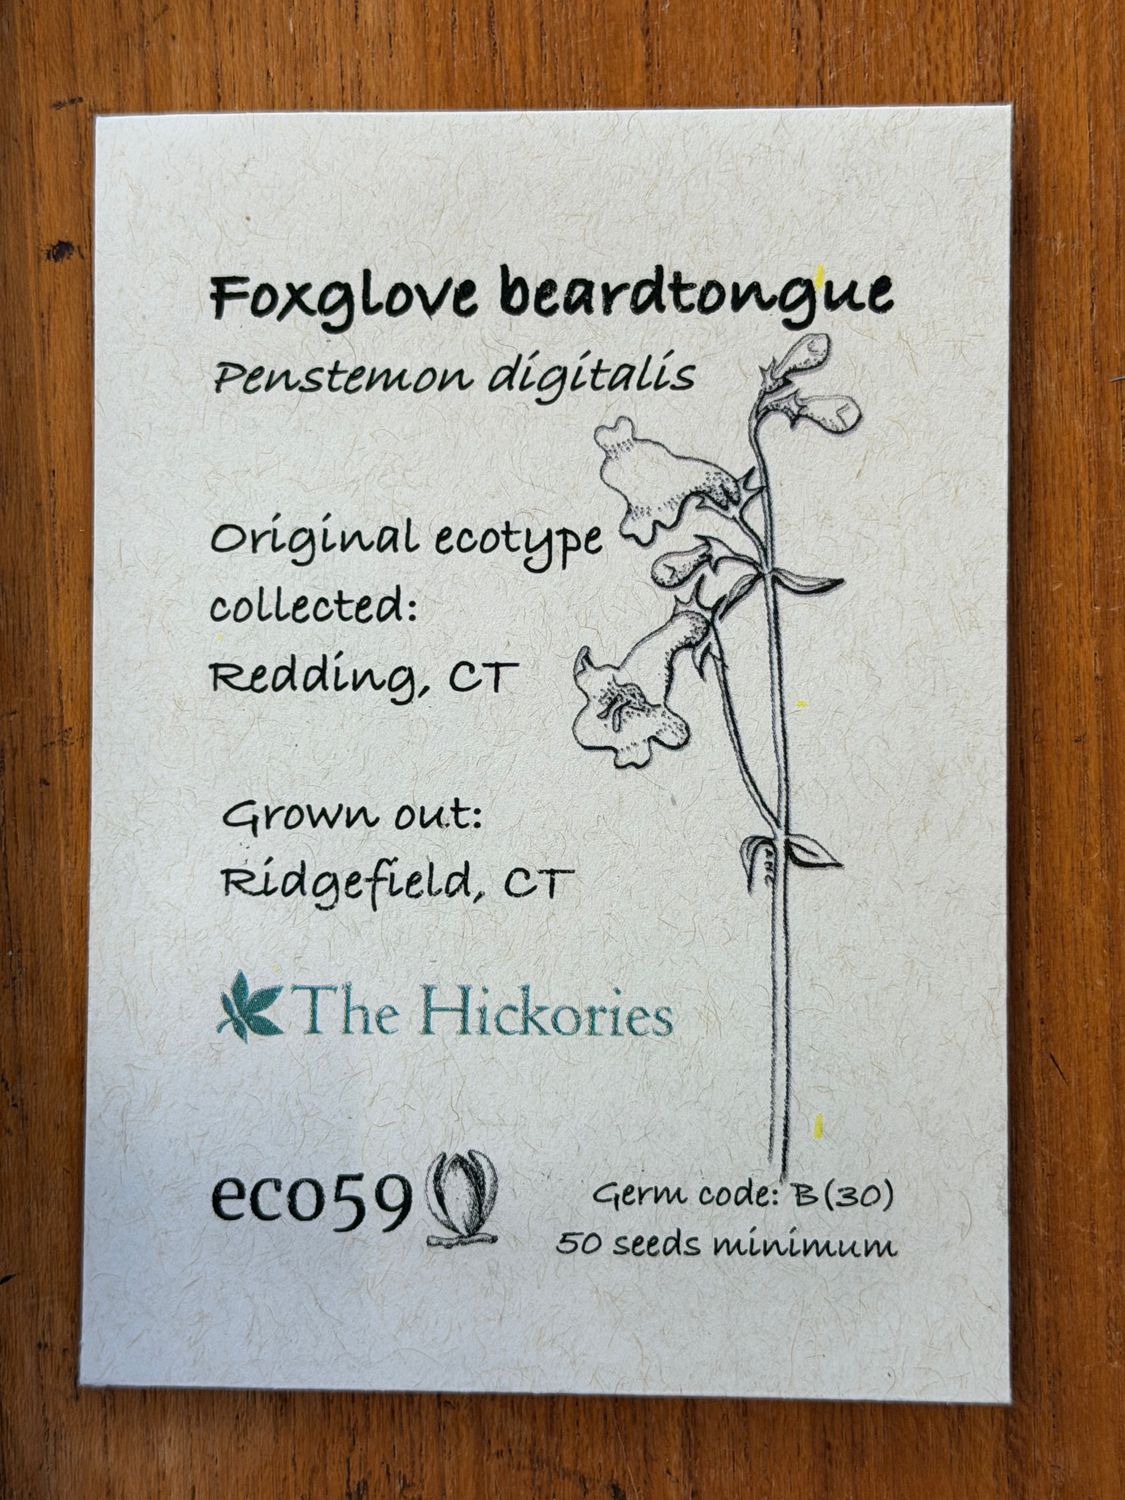 Foxglove beardtongue
Penstemon digitalis
Original ecotype
collected:
Redding, CT
Grown out:
Ridgefield, CT
The Hickories
eco59
Germ code: B(30)
50 seeds minimum